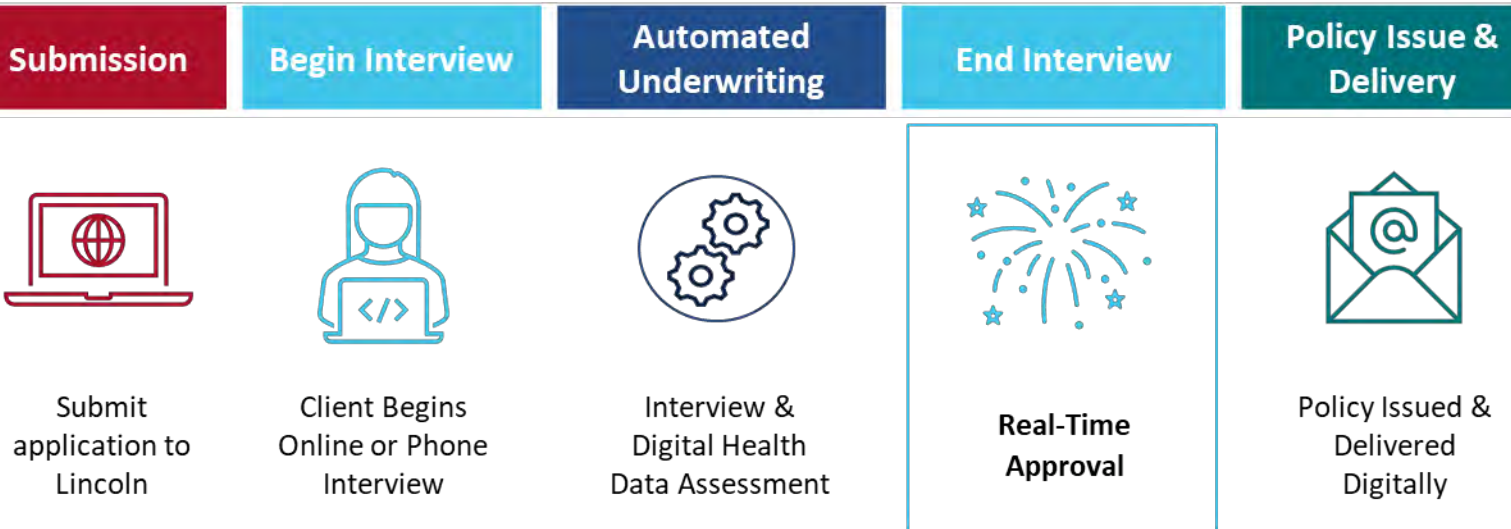 Submission
Begin Interview
Automated
Underwriting
End Interview
Policy Issue &
Delivery
</>
@
Submit
application to
Lincoln
Client Begins
Online or Phone
Interview
Interview &
Digital Health
Data Assessment
Real-Time
Approval
Policy Issued &
Delivered
Digitally